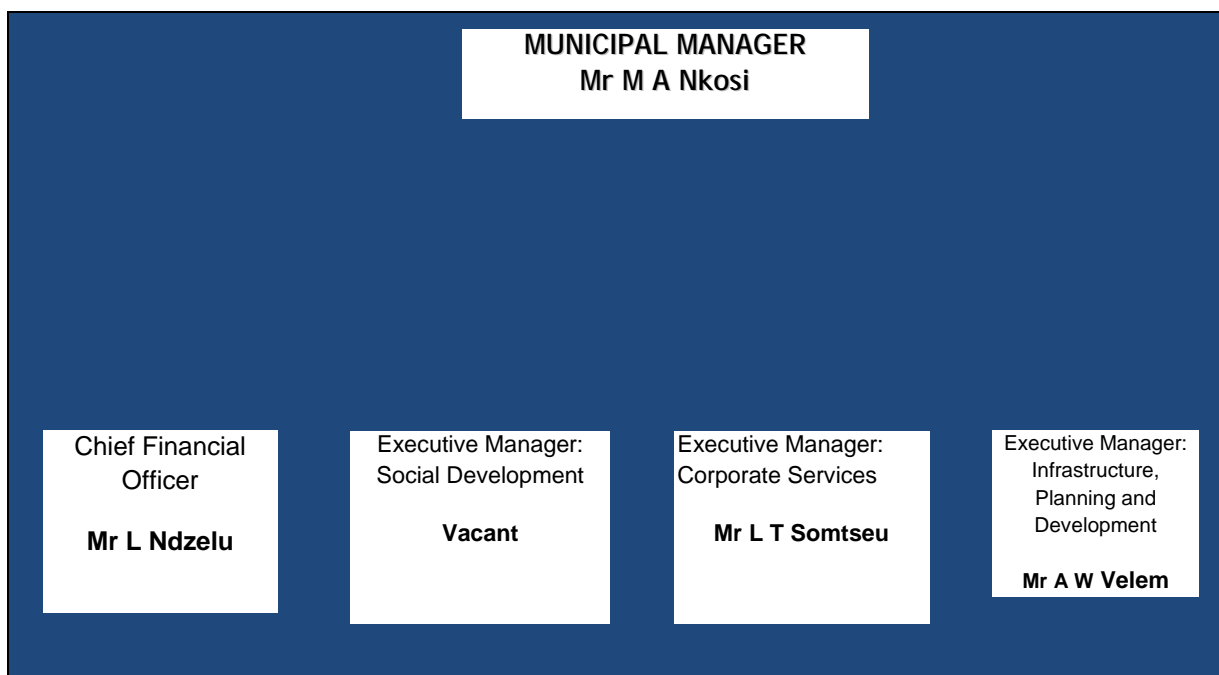 MUNICIPAL MANAGER
Mr M A Nkosi
Chief Financial
Officer
Mr L Ndzelu
Executive Manager:
Social Development
Vacant
Executive Manager:
Corporate Services
Mr L T Somtseu
Executive Manager:
Infrastructure,
Planning and
Development
Mr A W Velem